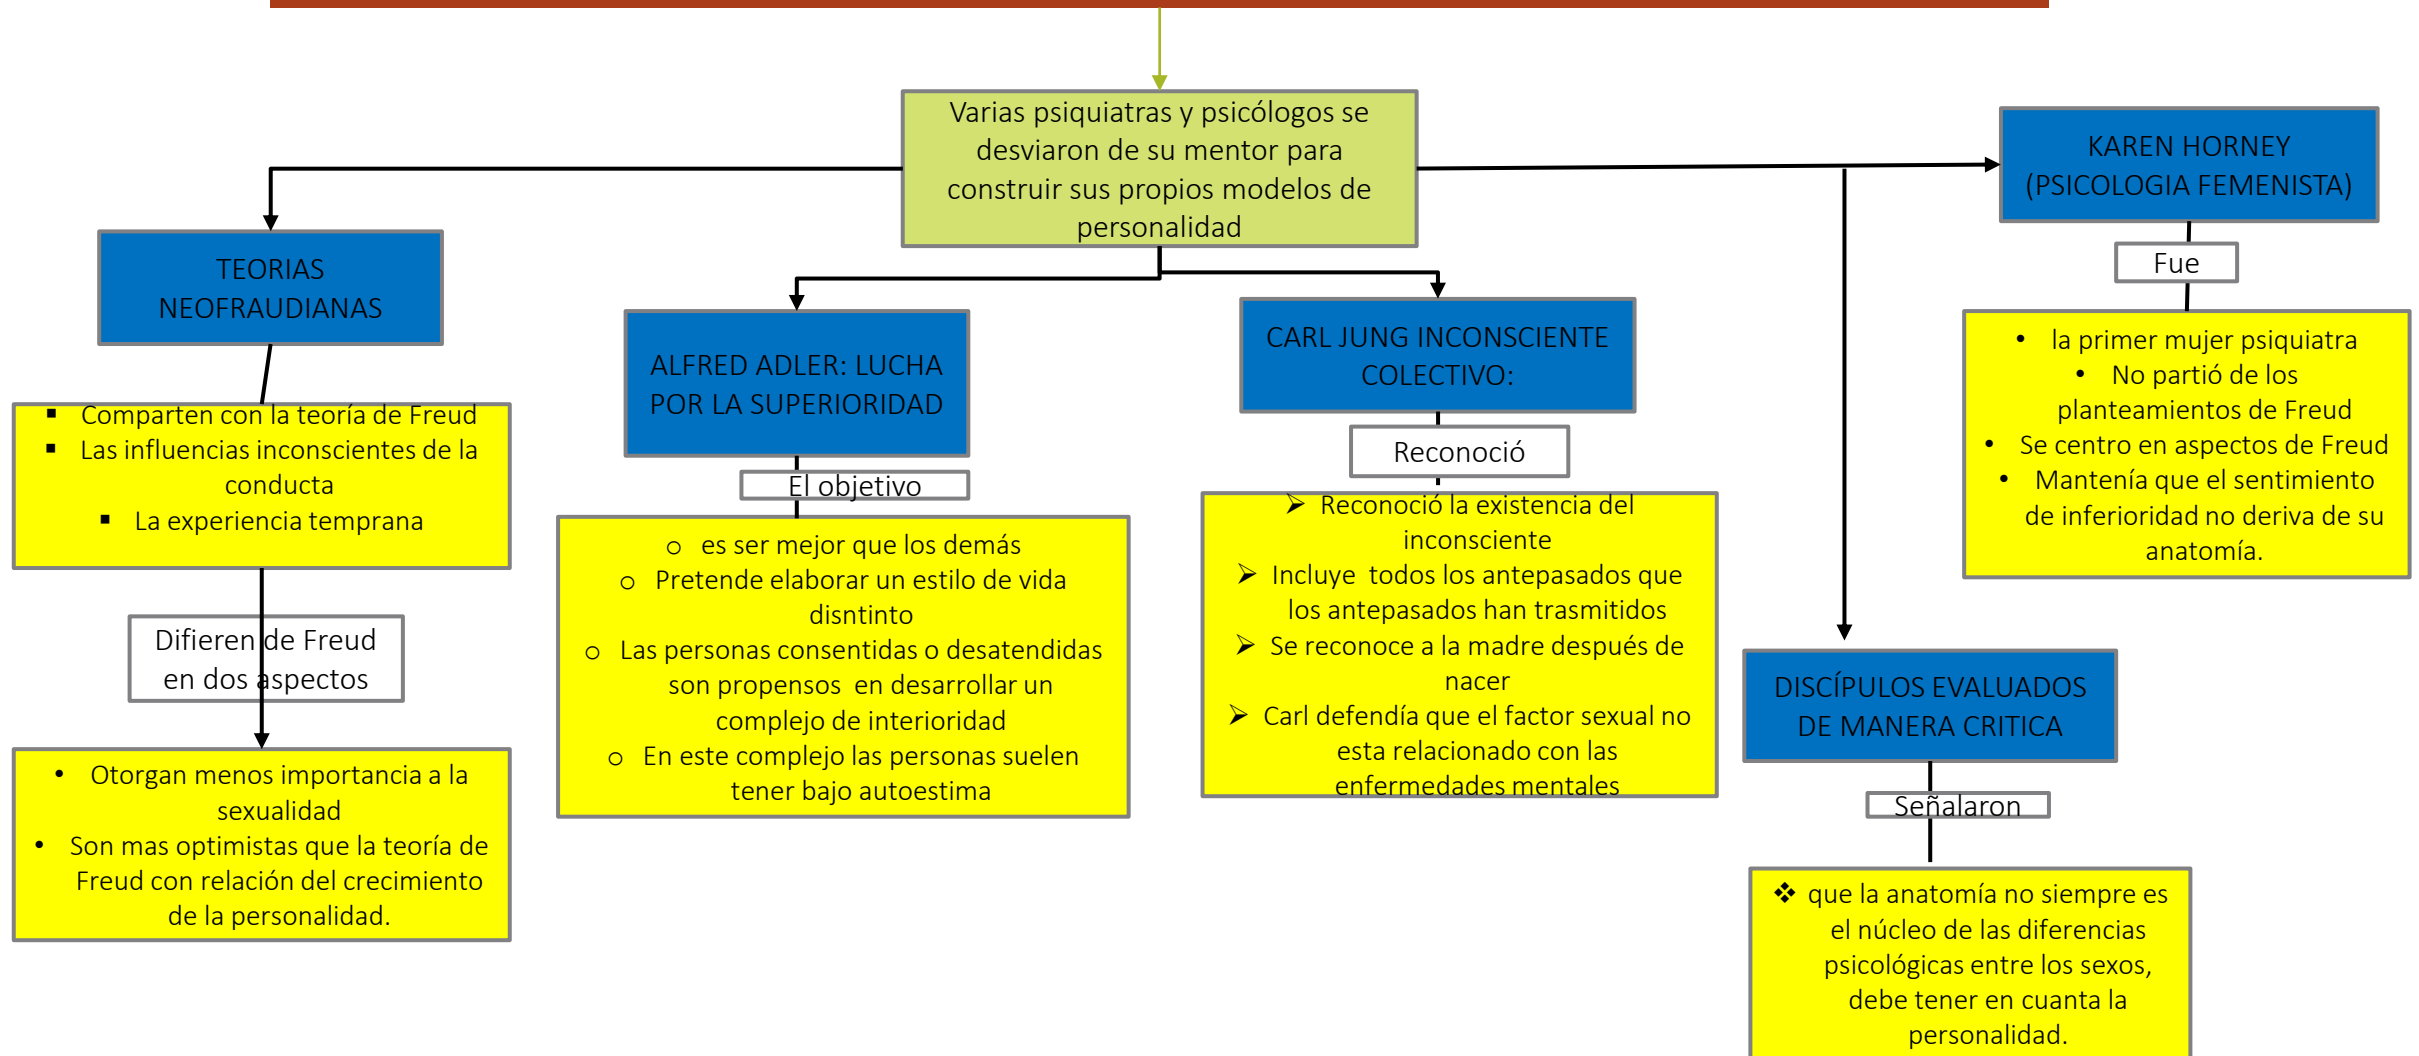 Varias psiquiatras y psicólogos se
desviaron de su mentor para
construir sus propios modelos de
personalidad
TEORIAS
NEOFRAUDIANAS
▪ Comparten con la teoría de Freud
▪ Las influencias inconscientes de la
conducta
▪ La experiencia temprana
Difieren de Freud
en dos aspectos
• Otorgan menos importancia a la
sexualidad
• Son mas optimistas que la teoría de
Freud con relación del crecimiento
de la personalidad.
ALFRED ADLER: LUCHA
POR LA SUPERIORIDAD
El objetivo
o es ser mejor que los demás
o Pretende elaborar un estilo de vida
disntinto
o Las personas consentidas o desatendidas
son propensos en desarrollar un
complejo de interioridad
o En este complejo las personas suelen
tener bajo autoestima
CARL JUNG INCONSCIENTE
COLECTIVO:
Reconoció
➢ Reconoció la existencia del
inconsciente
➢ Incluye todos los antepasados que
los antepasados han trasmitidos
➢ Se reconoce a la madre después de
nacer
➢ Carl defendía que el factor sexual no
esta relacionado con las
enfermedades mentales
KAREN HORNEY
(PSICOLOGIA FEMENISTA)
Fue
• la primer mujer psiquiatra
• No partió de los
planteamientos de Freud
• Se centro en aspectos de Freud
• Mantenía que el sentimiento
de inferioridad no deriva de su
anatomía.
DISCÍPULOS EVALUADOS
DE MANERA CRITICA
Señalaron
❖ que la anatomía no siempre es
el núcleo de las diferencias
psicológicas entre los sexos,
debe tener en cuanta la
personalidad.